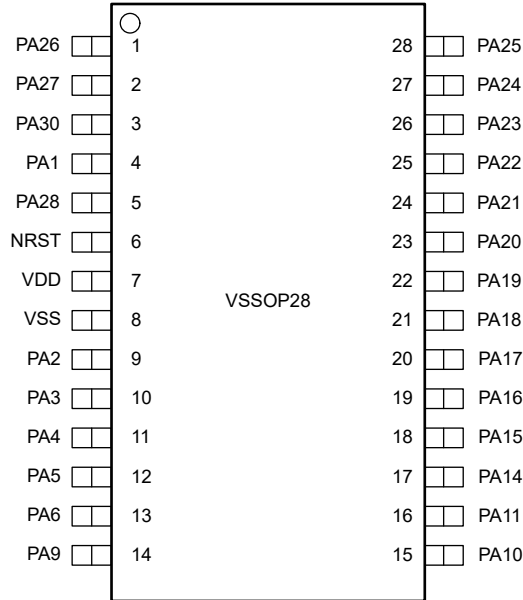 PA26 1 28 PA25
PA27 2 27 PA24
PA30 3 26 PA23
PA1 4 25 PA22
PA28 5 24 PA21
NRST 6 23 PA20
VDD 7 22 PA19
VSSOP28
VSS 8 21 PA18
PA2 9 20 PA17
PA3 10 19 PA16
PA4 11 18 PA15
PA5 12 17 PA14
PA6 13 16 PA11
PA9 14 15 PA10